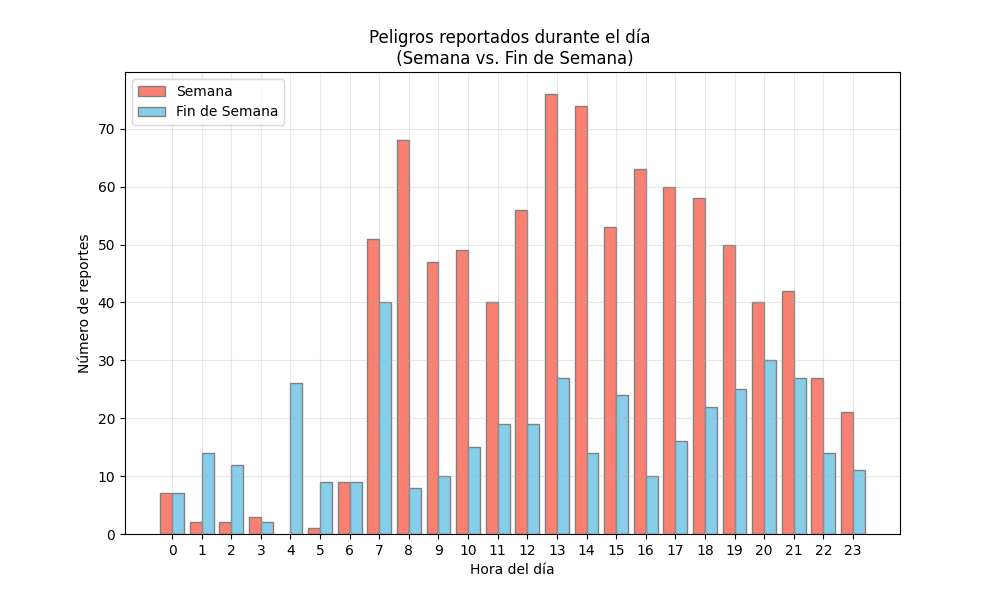 Peligros reportados durante el día
(Semana vs. Fin de Semana)
Semana
Fin de Semana
Número de reportes
70
60
50
40
30
20
10
0
0 1 2 3 4 5 6 7 8 9 10 11 12 13 14 15 16 17 18 19 20 21 22 23
Hora del día